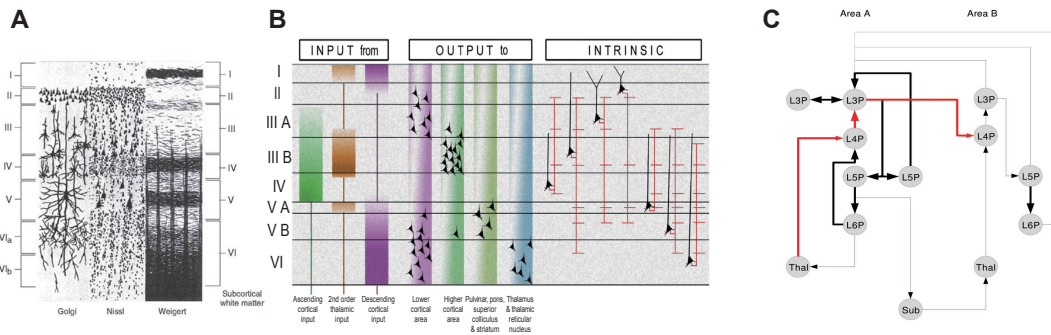 A
I
II
III
IV
V
VIa
VIb
I
II
III
IV
V
VI
Subcortical
white matter
Golgi
Nissl
Weigert
B
INPUT from
OUTPUT to
INTRINSIC
I
II
III A
III B
IV
V A
V B
VI
Ascending
cortical
input
2nd order
thalamic
input
Descending
cortical input
Lower
cortical
area
Higher
cortical
area
Pulvinar, pons,
superior
colliculus
& striatum
Thalamus
& thalamic
reticular
nucleus
C
Area A
Area B
L3P
L3P
L3P
L4P
L4P
L5P
L5P
L5P
L6P
L6P
Thal
Thal
Sub